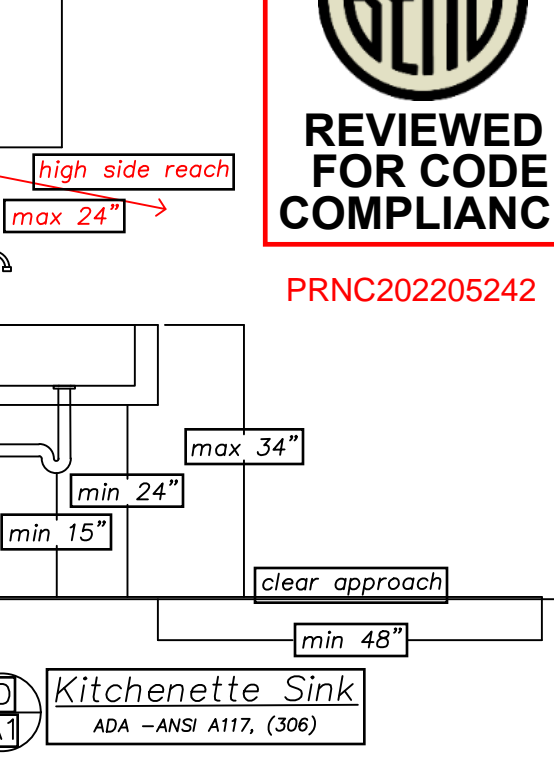 BEND
REVIEWED
FOR CODE
COMPLIANC
high side reach
max 24"
PRNC202205242
max 34"
min 24"
min 15"
clear approach
min 48"
Kitchenette Sink
ADA -ANSI A117, (306)